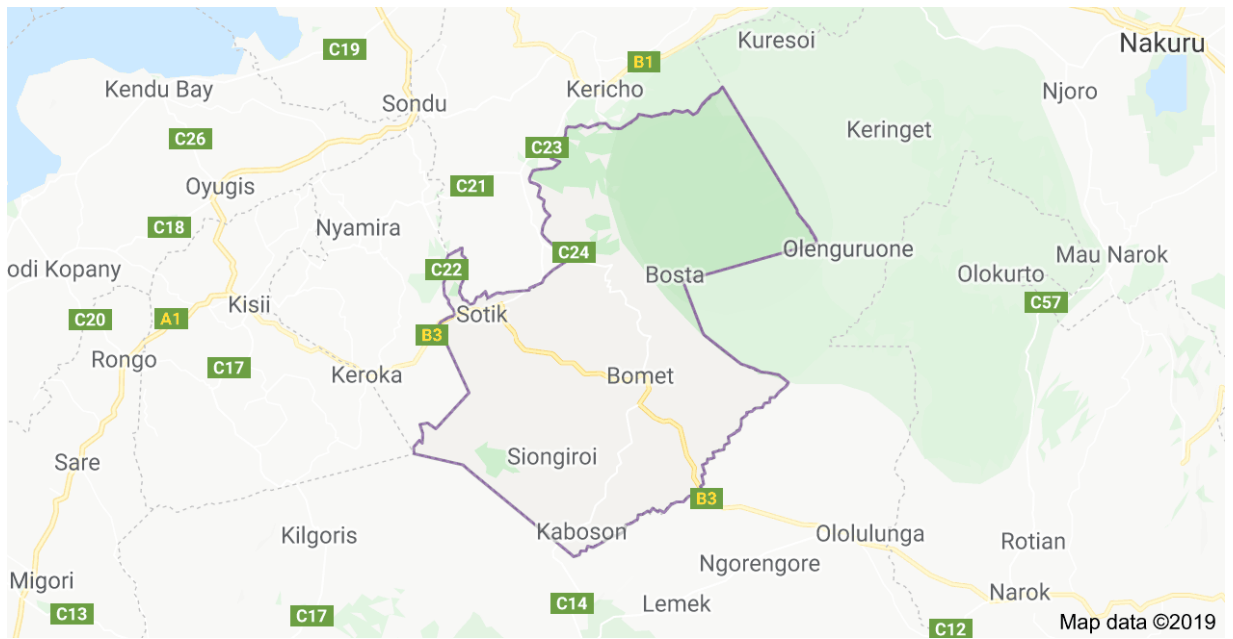 Kuresoi
Nakuru
C19
B1
Kendu Bay
Kericho
Njoro
Sondu
C26
Keringet
C23
Oyugis
C21
C18
Nyamira
C24
Olenguruone
Mau Narok
odi Kopany
C22
Bosta
Olokurto
Kisii
C57
C20
A1
Sotik
B3
Rongo
C17
Keroka
Bomet
Sare
Siongiroi
B3
Kilgoris
Kaboson
Ololulunga
Rotian
Ngorengore
Migori
Narok
C13
C17
C14
Lemek
C12
Map data ©2019